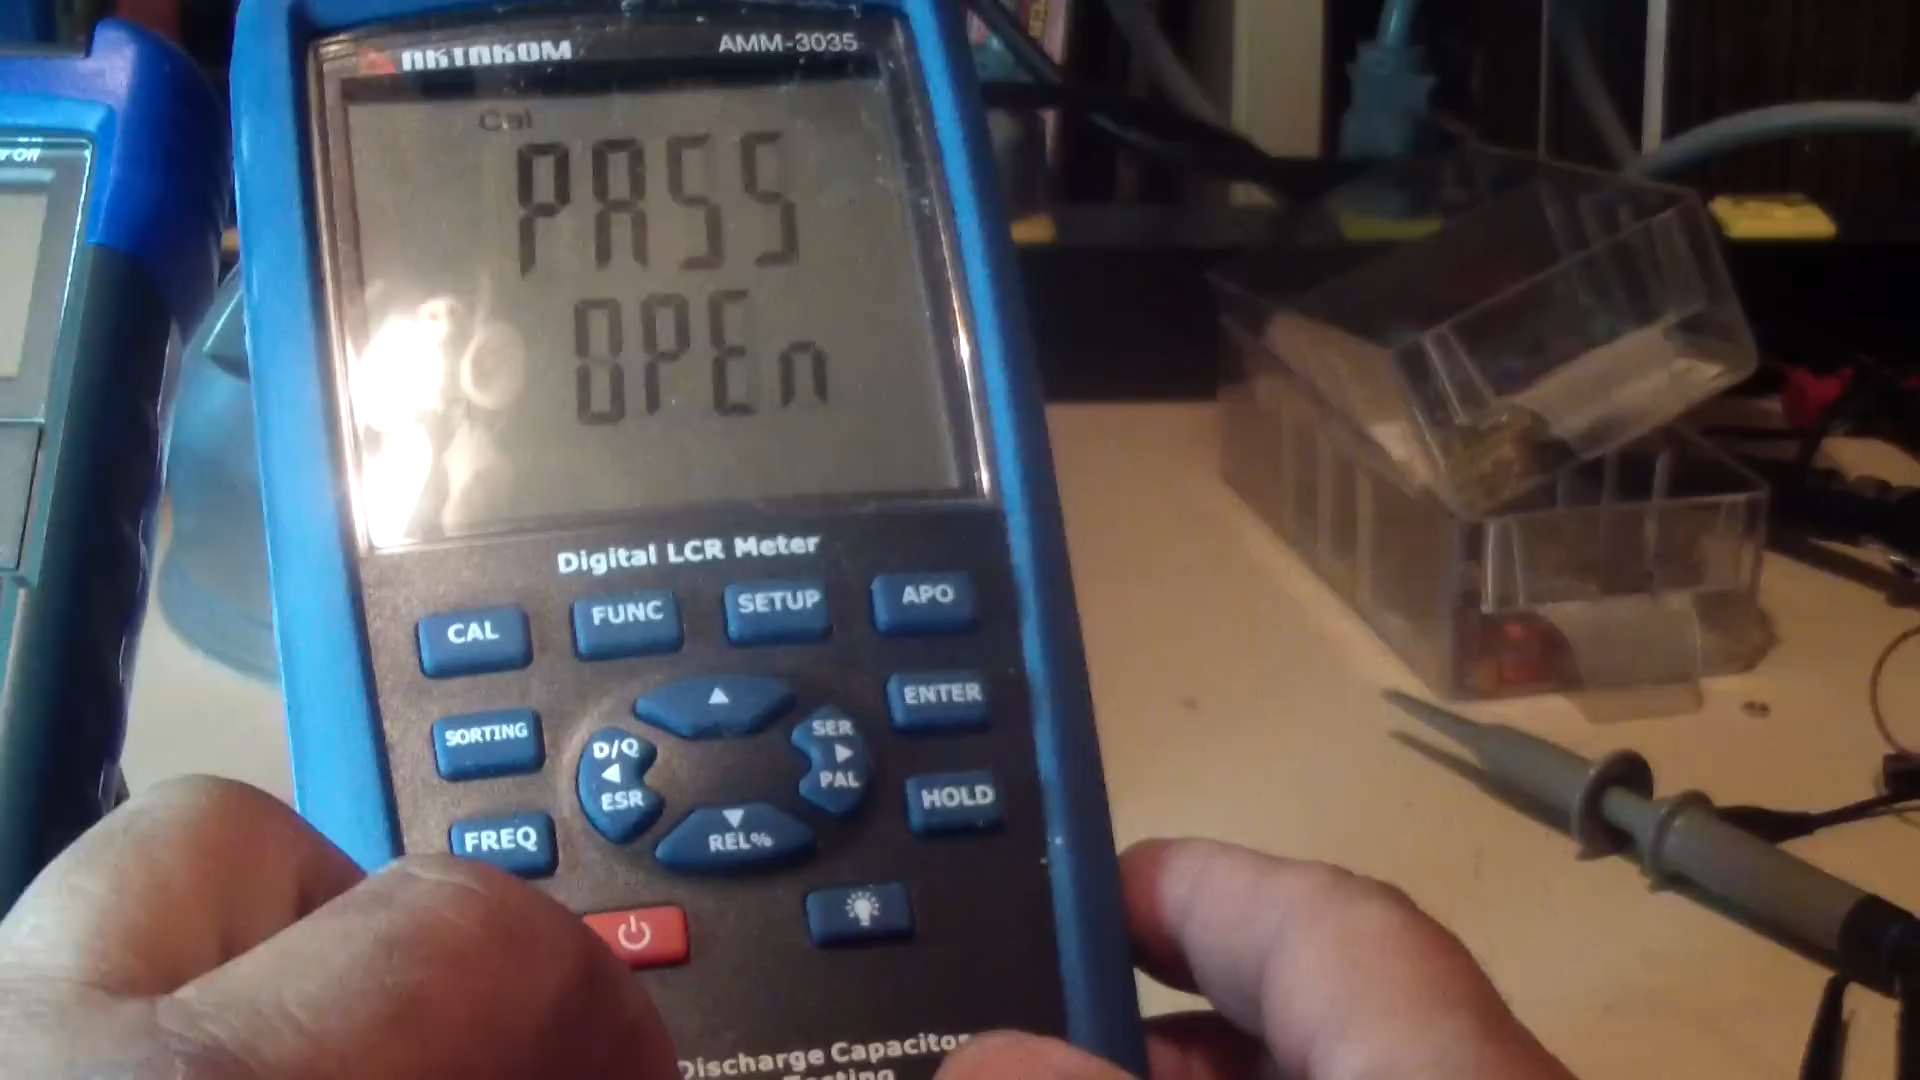 AKTAKOM AMM-3035
Cal
PASS
OPEn
Digital LCR Meter
CAL FUNC SETUP APO
SORTING D/Q ESR SER PAL ENTER
FREQ REL% HOLD
Discharge Capacitor
Testing